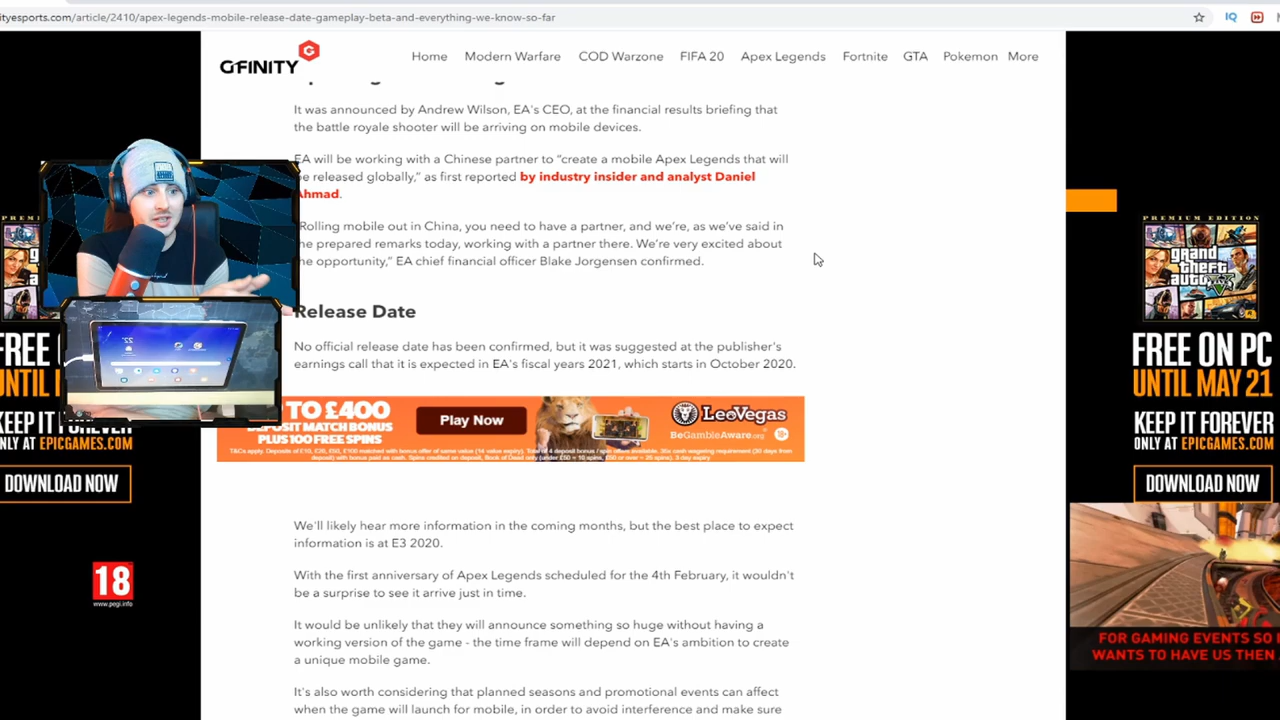 ityesports.com/article/2410/apex-legends-mobile-release-date-gameplay-beta-and-everything-we-know-so-far
GFINITY
Home Modern Warfare COD Warzone FIFA 20 Apex Legends Fortnite GTA Pokemon More
It was announced by Andrew Wilson, EA's CEO, at the financial results briefing that
the battle royale shooter will be arriving on mobile devices.
EA will be working with a Chinese partner to “create a mobile Apex Legends that will
be released globally,” as first reported by industry insider and analyst Daniel
Ahmad.
Rolling mobile out in China, you need to have a partner, and we’re, as we’ve said in
he prepared remarks today, working with a partner there. We’re very excited about
he opportunity,” EA chief financial officer Blake Jorgensen confirmed.
Release Date
No official release date has been confirmed, but it was suggested at the publisher's
earnings call that it is expected in EA's fiscal years 2021, which starts in October 2020.
TO £400
DEPOSIT MATCH BONUS
PLUS 100 FREE SPINS
Play Now
LeoVegas
BeGambleAware.org 18+
We'll likely hear more information in the coming months, but the best place to expect
information is at E3 2020.
With the first anniversary of Apex Legends scheduled for the 4th February, it wouldn't
be a surprise to see it arrive just in time.
It would be unlikely that they will announce something so huge without having a
working version of the game - the time frame will depend on EA's ambition to create
a unique mobile game.
It's also worth considering that planned seasons and promotional events can affect
when the game will launch for mobile, in order to avoid interference and make sure
PREMI
FREE
UNTIL
KEEP IT FOREVER
ONLY AT EPICGAMES.COM
DOWNLOAD NOW
18
www.pegi.info
PREMIUM EDITION
grand
theft
auto V
FREE ON PC
UNTIL MAY 21
KEEP IT FOREVER
ONLY AT EPICGAMES.COM
DOWNLOAD NOW
FOR GAMING EVENTS SO
WANTS TO HAVE US THEN